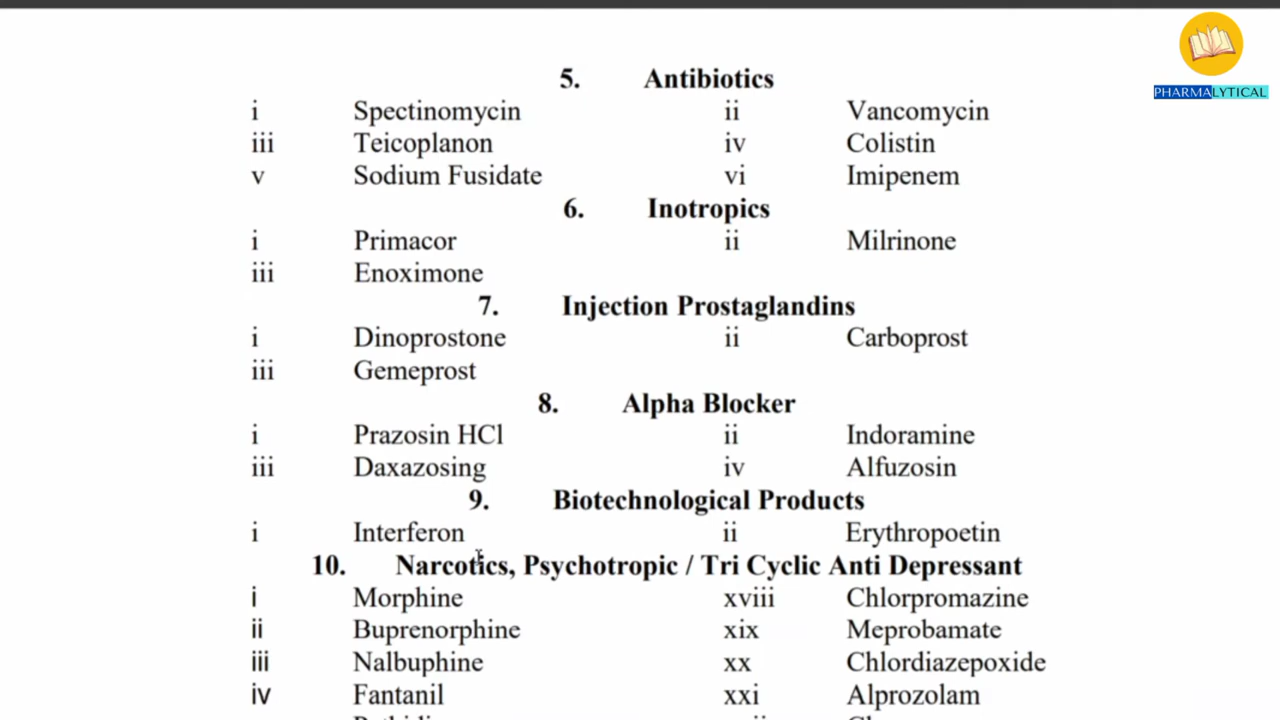 PHARMALYTICAL
5. Antibiotics
i Spectinomycin ii Vancomycin
iii Teicoplanon iv Colistin
v Sodium Fusidate vi Imipenem
6. Inotropics
i Primacor ii Milrinone
iii Enoximone
7. Injection Prostaglandins
i Dinoprostone ii Carboprost
iii Gemeprost
8. Alpha Blocker
i Prazosin HCl ii Indoramine
iii Daxazosing iv Alfuzosin
9. Biotechnological Products
i Interferon ii Erythropoetin
10. Narcotics, Psychotropic / Tri Cyclic Anti Depressant
i Morphine xviii Chlorpromazine
ii Buprenorphine xix Meprobamate
iii Nalbuphine xx Chlordiazepoxide
iv Fantanil xxi Alprozolam